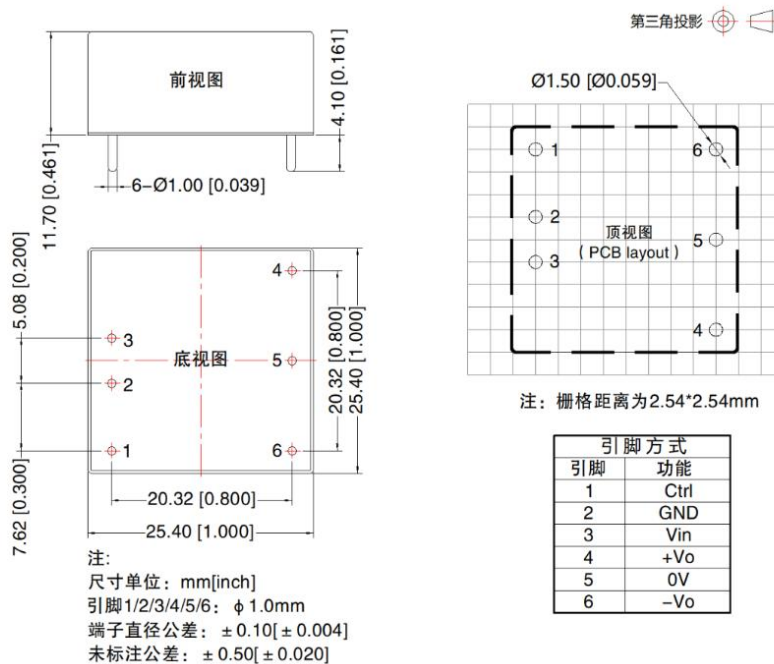 第三角投影
前视图
11.70 [0.461]
4.10 [0.161]
6-Ø1.00 [0.039]
Ø1.50 [Ø0.059]
1
2
3
6
5
4
顶视图
( PCB layout )
注：栅格距离为2.54*2.54mm
5.08 [0.200]
7.62 [0.300]
底视图
3
2
1
4
5
6
20.32 [0.800]
25.40 [1.000]
20.32 [0.800]
25.40 [1.000]
注:
尺寸单位：mm[inch]
引脚1/2/3/4/5/6：ϕ 1.0mm
端子直径公差：± 0.10[± 0.004]
未标注公差：± 0.50[± 0.020]
引脚方式
引脚 功能
1 Ctrl
2 GND
3 Vin
4 +Vo
5 0V
6 −Vo